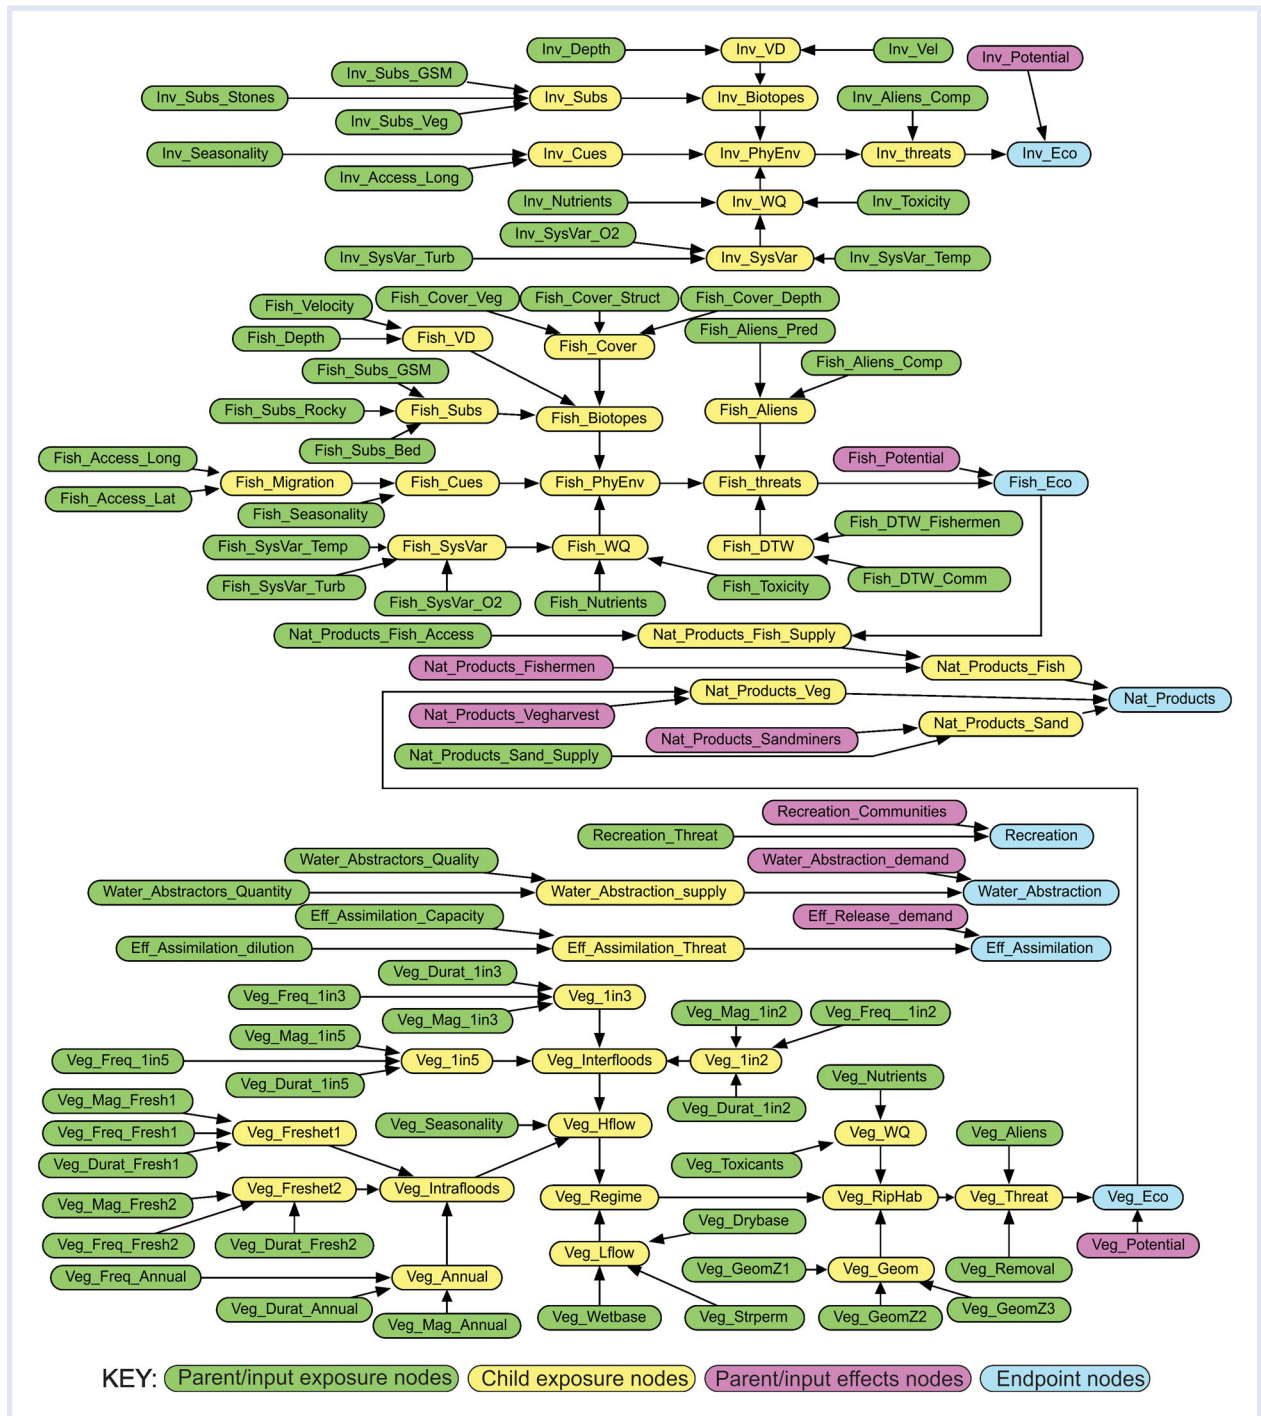 Inv_Depth
Inv_VD
Inv_Vel
Inv_Potential
Inv_Subs_GSM
Inv_Subs_Stones
Inv_Subs
Inv_Biotopes
Inv_Aliens_Comp
Inv_Subs_Veg
Inv_Seasonality
Inv_Cues
Inv_PhyEnv
Inv_threats
Inv_Eco
Inv_Access_Long
Inv_Nutrients
Inv_WQ
Inv_Toxicity
Inv_SysVar_O2
Inv_SysVar_Turb
Inv_SysVar
Inv_SysVar_Temp
Fish_Velocity
Fish_Cover_Veg
Fish_Cover_Struct
Fish_Cover_Depth
Fish_Depth
Fish_VD
Fish_Cover
Fish_Aliens_Pred
Fish_Subs_GSM
Fish_Aliens_Comp
Fish_Subs_Rocky
Fish_Subs
Fish_Biotopes
Fish_Aliens
Fish_Subs_Bed
Fish_Access_Long
Fish_Potential
Fish_Migration
Fish_Cues
Fish_PhyEnv
Fish_threats
Fish_Eco
Fish_Access_Lat
Fish_Seasonality
Fish_DTW_Fishermen
Fish_SysVar_Temp
Fish_SysVar
Fish_WQ
Fish_DTW
Fish_SysVar_Turb
Fish_Toxicity
Fish_DTW_Comm
Fish_SysVar_O2
Fish_Nutrients
Nat_Products_Fish_Access
Nat_Products_Fish_Supply
Nat_Products_Fishermen
Nat_Products_Fish
Nat_Products_Veg
Nat_Products
Nat_Products_Vegharvest
Nat_Products_Sand
Nat_Products_Sandminers
Nat_Products_Sand_Supply
Recreation_Communities
Recreation_Threat
Recreation
Water_Abstractors_Quality
Water_Abstraction_demand
Water_Abstractors_Quantity
Water_Abstraction_supply
Water_Abstraction
Eff_Assimilation_Capacity
Eff_Release_demand
Eff_Assimilation_dilution
Eff_Assimilation_Threat
Eff_Assimilation
Veg_Durat_1in3
Veg_Freq_1in3
Veg_1in3
Veg_Mag_1in3
Veg_Mag_1in2
Veg_Freq__1in2
Veg_Mag_1in5
Veg_Freq_1in5
Veg_1in5
Veg_Interfloods
Veg_1in2
Veg_Durat_1in5
Veg_Nutrients
Veg_Mag_Fresh1
Veg_Durat_1in2
Veg_Freq_Fresh1
Veg_Freshet1
Veg_Seasonality
Veg_Hflow
Veg_WQ
Veg_Aliens
Veg_Durat_Fresh1
Veg_Toxicants
Veg_Mag_Fresh2
Veg_Freshet2
Veg_Intrafloods
Veg_Regime
Veg_RipHab
Veg_Threat
Veg_Eco
Veg_Freq_Fresh2
Veg_Durat_Fresh2
Veg_Drybase
Veg_Potential
Veg_Lflow
Veg_Freq_Annual
Veg_Annual
Veg_GeomZ1
Veg_Geom
Veg_Removal
Veg_Durat_Annual
Veg_Mag_Annual
Veg_Wetbase
Veg_Strperm
Veg_GeomZ2
Veg_GeomZ3
KEY: Parent/input exposure nodes Child exposure nodes Parent/input effects nodes Endpoint nodes